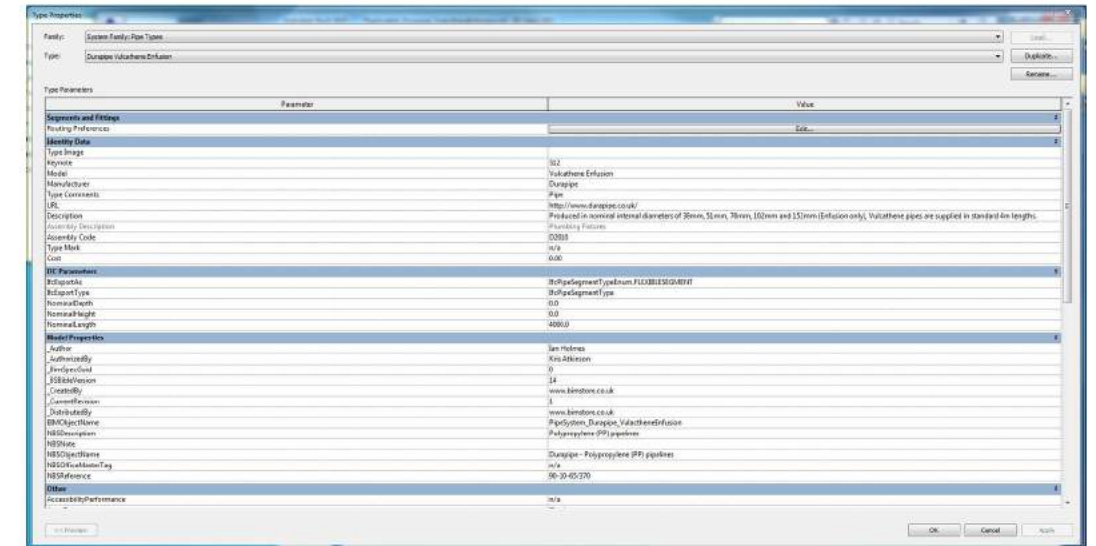 Type Properties
Family: System Family: Pipe Types Load...
Type: Durapipe Vulcathene Enfusion Duplicate...
Rename...
Type Parameters
Parameter Value
Segments and Fittings
Routing Preferences Edit...
Identity Data
Type Image
Keynote
Model Vulcathene Enfusion
Manufacturer Durapipe
Type Comments Pipe
URL http://www.durapipe.co.uk/
Description Produced in nominal internal diameters of 38mm, 51mm, 76mm, 102mm and 151mm (Enfusion only), Vulcathene pipes are supplied in standard 4m lengths.
Assembly Description Plumbing Fixtures
Assembly Code D2010
Type Mark n/a
Cost 0.00
IFC Parameters
IfcExportAs IfcPipeSegmentTypeEnum.FLEXIBLESEGMENT
IfcExportType IfcPipeSegmentType
NominalDepth 0.0
NominalHeight 0.0
NominalLength 4000.0
Model Properties
_Author Ian Holmes
_AuthorizedBy Kris Atkinson
_BimSpecGuid 0
_BSBibleVersion 14
_CreatedBy www.bimstore.co.uk
_CurrentRevision 1
_DistributedBy www.bimstore.co.uk
BIMObjectName PipeSystem_Durapipe_ValactheneEnfusion
NBSDescription Polypropylene (PP) pipelines
NBSNote
NBSObjectName Durapipe - Polypropylene (PP) pipelines
NBSOfficeMasterTag n/a
NBSReference 90-10-65/370
Other
AccessibilityPerformance n/a
<< Preview OK Cancel Apply